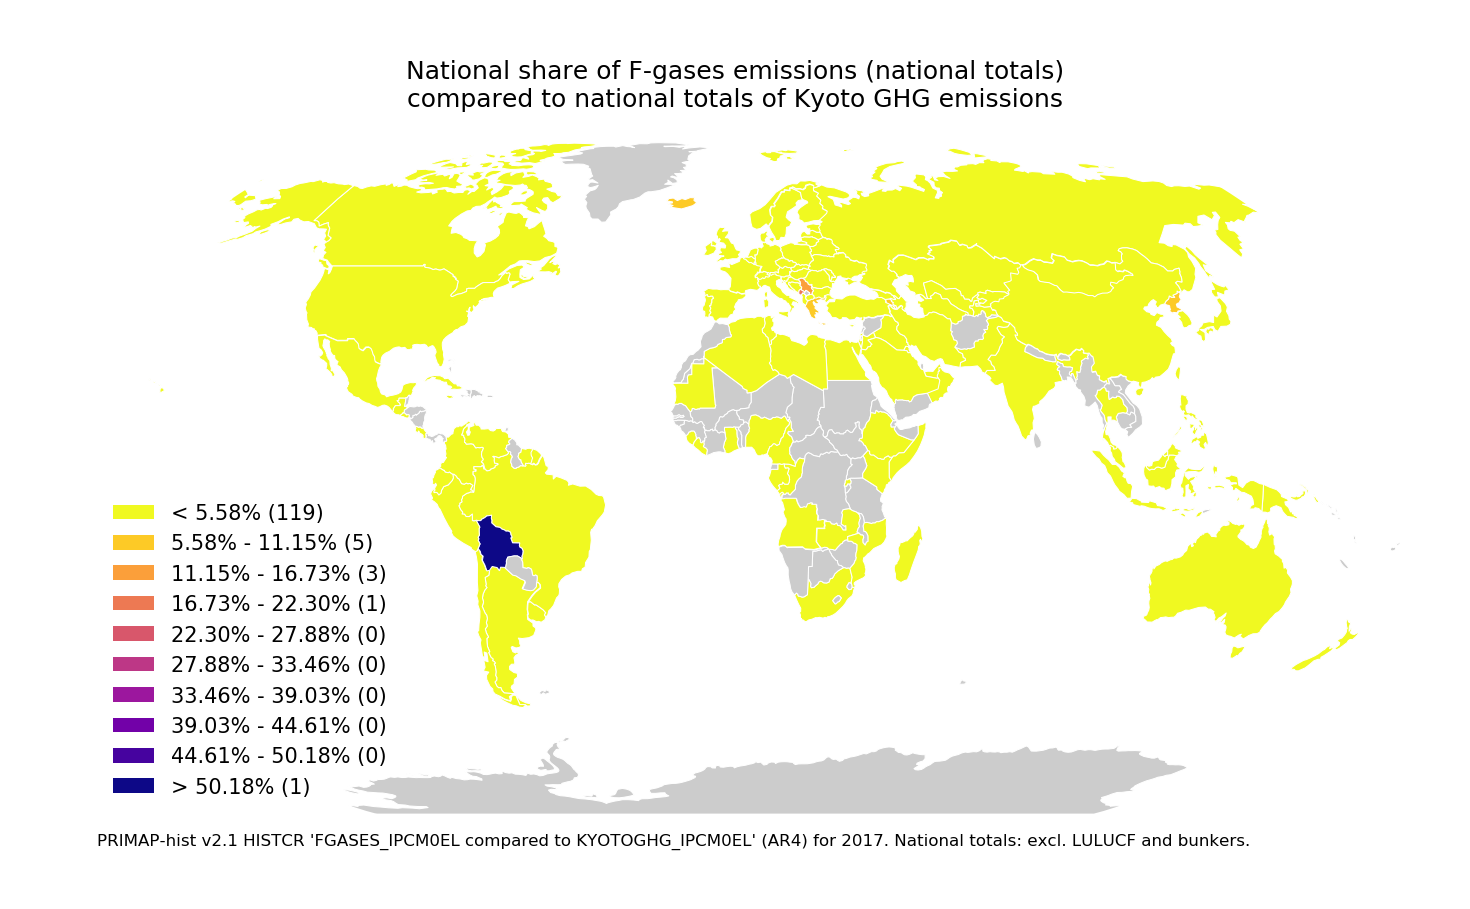 National share of F-gases emissions (national totals)
compared to national totals of Kyoto GHG emissions
< 5.58% (119)
5.58% - 11.15% (5)
11.15% - 16.73% (3)
16.73% - 22.30% (1)
22.30% - 27.88% (0)
27.88% - 33.46% (0)
33.46% - 39.03% (0)
39.03% - 44.61% (0)
44.61% - 50.18% (0)
> 50.18% (1)
PRIMAP-hist v2.1 HISTCR 'FGASES_IPCM0EL compared to KYOTOGHG_IPCM0EL' (AR4) for 2017. National totals: excl. LULUCF and bunkers.